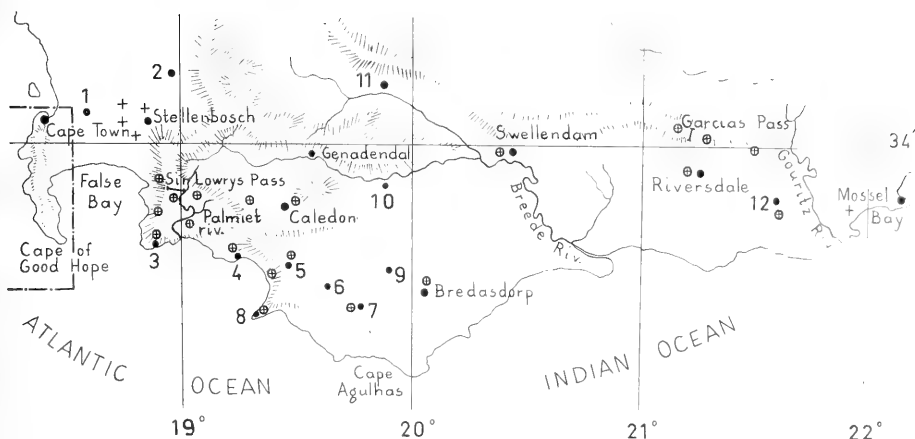 2
11
1
Stellenbosch
Cape Town
Garcias Pass
Swellendam
34°
Genadendal
False
Bay
Sir Lowrys Pass
Palmiet
riv.
Caledon
10
Breede Riv.
Riversdale
Gouritz R.
Mossel
Bay
12
Cape of
Good Hope
3
4
5
6
7
8
9
Bredasdorp
Cape
Agulhas
ATLANTIC
OCEAN
INDIAN OCEAN
19°
20°
21°
22°